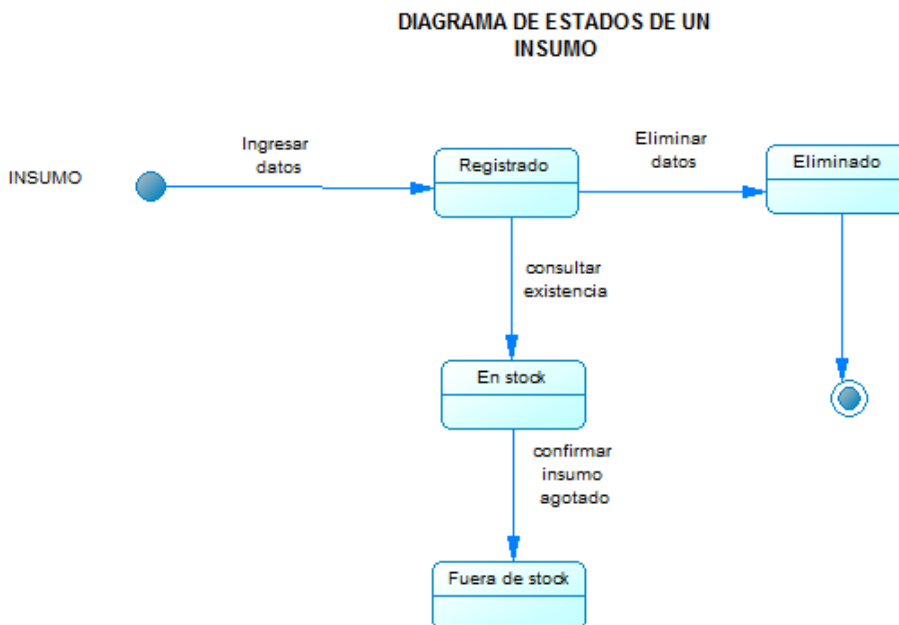 DIAGRAMA DE ESTADOS DE UN
INSUMO
INSUMO
Ingresar
datos
Registrado
Eliminar
datos
Eliminado
consultar
existencia
En stock
confirmar
insumo
agotado
Fuera de stock